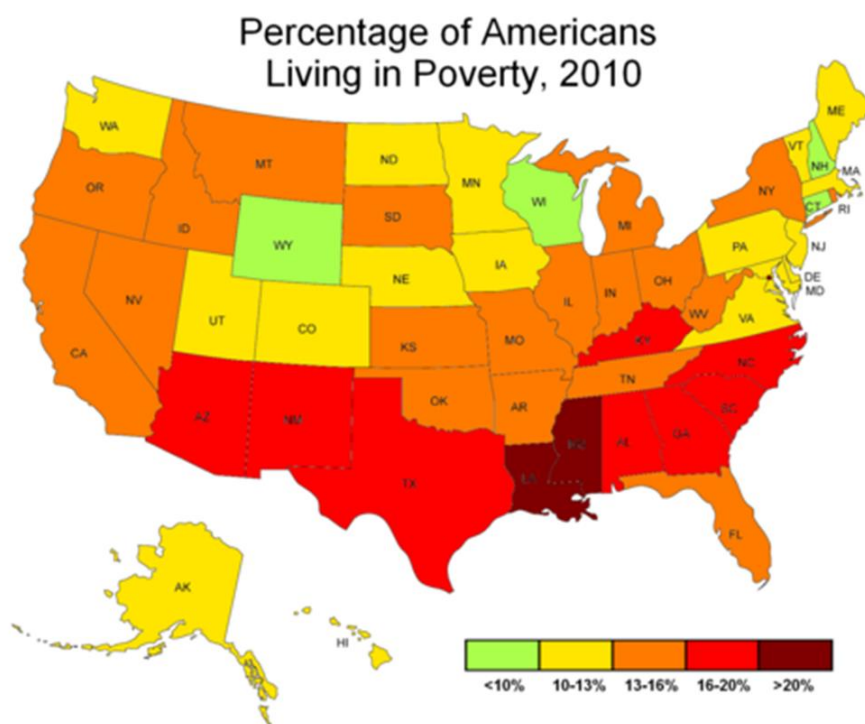 Percentage of Americans
Living in Poverty, 2010
WA
OR
CA
NV
ID
MT
WY
UT
CO
AZ
NM
ND
SD
NE
KS
OK
TX
MN
IA
MO
AR
LA
WI
IL
MI
IN
OH
KY
TN
MS
AL
GA
FL
SC
NC
VA
WV
PA
NY
VT
NH
ME
MA
RI
CT
NJ
DE
MD
AK
HI
<10% 10-13% 13-16% 16-20% >20%